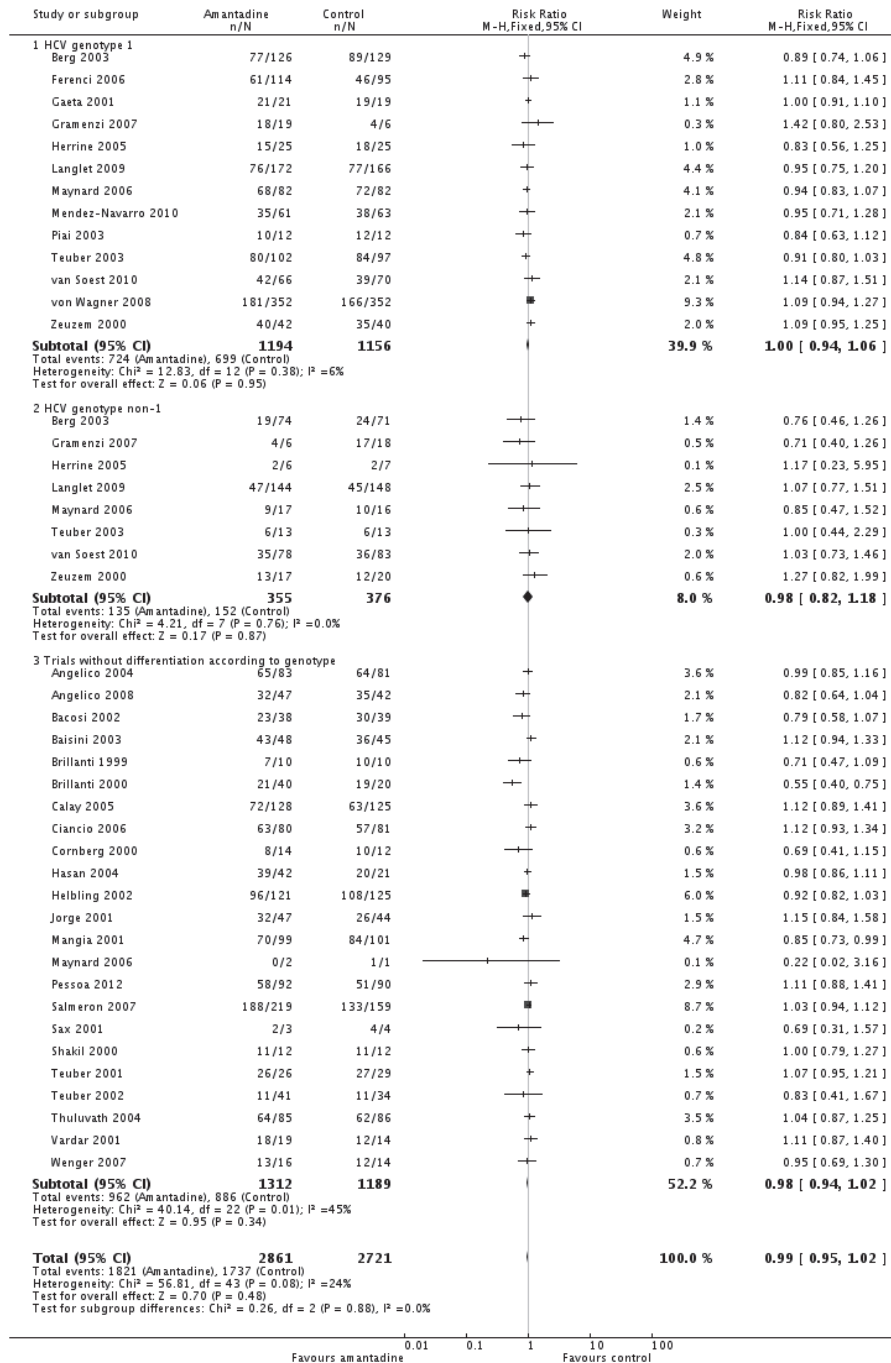 Study or subgroup Amantadine Control Risk Ratio Weight Risk Ratio
n/N n/N M-H,Fixed,95% CI M-H,Fixed,95% CI
1 HCV genotype 1
Berg 2003 77/126 89/129 4.9 % 0.89 [ 0.74, 1.06 ]
Ferenci 2006 61/114 46/95 2.8 % 1.11 [ 0.84, 1.45 ]
Gaeta 2001 21/21 19/19 1.1 % 1.00 [ 0.91, 1.10 ]
Gramenzi 2007 18/19 4/6 0.3 % 1.42 [ 0.80, 2.53 ]
Herrine 2005 15/25 18/25 1.0 % 0.83 [ 0.56, 1.25 ]
Langlet 2009 76/172 77/166 4.4 % 0.95 [ 0.75, 1.20 ]
Maynard 2006 68/82 72/82 4.1 % 0.94 [ 0.83, 1.07 ]
Mendez-Navarro 2010 35/61 38/63 2.1 % 0.95 [ 0.71, 1.28 ]
Piai 2003 10/12 12/12 0.7 % 0.84 [ 0.63, 1.12 ]
Teuber 2003 80/102 84/97 4.8 % 0.91 [ 0.80, 1.03 ]
van Soest 2010 42/66 39/70 2.1 % 1.14 [ 0.87, 1.51 ]
von Wagner 2008 181/352 166/352 9.3 % 1.09 [ 0.94, 1.27 ]
Zeuzem 2000 40/42 35/40 2.0 % 1.09 [ 0.95, 1.25 ]
Subtotal (95% CI) 1194 1156 39.9 % 1.00 [ 0.94, 1.06 ]
Total events: 724 (Amantadine), 699 (Control)
Heterogeneity: Chi² = 12.83, df = 12 (P = 0.38); I² =6%
Test for overall effect: Z = 0.06 (P = 0.95)
2 HCV genotype non-1
Berg 2003 19/74 24/71 1.4 % 0.76 [ 0.46, 1.26 ]
Gramenzi 2007 4/6 17/18 0.5 % 0.71 [ 0.40, 1.26 ]
Herrine 2005 2/6 2/7 0.1 % 1.17 [ 0.23, 5.95 ]
Langlet 2009 47/144 45/148 2.5 % 1.07 [ 0.77, 1.51 ]
Maynard 2006 9/17 10/16 0.6 % 0.85 [ 0.47, 1.52 ]
Teuber 2003 6/13 6/13 0.3 % 1.00 [ 0.44, 2.29 ]
van Soest 2010 35/78 36/83 2.0 % 1.03 [ 0.73, 1.46 ]
Zeuzem 2000 13/17 12/20 0.6 % 1.27 [ 0.82, 1.99 ]
Subtotal (95% CI) 355 376 8.0 % 0.98 [ 0.82, 1.18 ]
Total events: 135 (Amantadine), 152 (Control)
Heterogeneity: Chi² = 4.21, df = 7 (P = 0.76); I² =0.0%
Test for overall effect: Z = 0.17 (P = 0.87)
3 Trials without differentiation according to genotype
Angelico 2004 65/83 64/81 3.6 % 0.99 [ 0.85, 1.16 ]
Angelico 2008 32/47 35/42 2.1 % 0.82 [ 0.64, 1.04 ]
Bacosi 2002 23/38 30/39 1.7 % 0.79 [ 0.58, 1.07 ]
Baisini 2003 43/48 36/45 2.1 % 1.12 [ 0.94, 1.33 ]
Brillanti 1999 7/10 10/10 0.6 % 0.71 [ 0.47, 1.09 ]
Brillanti 2000 21/40 19/20 1.4 % 0.55 [ 0.40, 0.75 ]
Calay 2005 72/128 63/125 3.6 % 1.12 [ 0.89, 1.41 ]
Ciancio 2006 63/80 57/81 3.2 % 1.12 [ 0.93, 1.34 ]
Cornberg 2000 8/14 10/12 0.6 % 0.69 [ 0.41, 1.15 ]
Hasan 2004 39/42 20/21 1.5 % 0.98 [ 0.86, 1.11 ]
Helbling 2002 96/121 108/125 6.0 % 0.92 [ 0.82, 1.03 ]
Jorge 2001 32/47 26/44 1.5 % 1.15 [ 0.84, 1.58 ]
Mangia 2001 70/99 84/101 4.7 % 0.85 [ 0.73, 0.99 ]
Maynard 2006 0/2 1/1 0.1 % 0.22 [ 0.02, 3.16 ]
Pessoa 2012 58/92 51/90 2.9 % 1.11 [ 0.88, 1.41 ]
Salmeron 2007 188/219 133/159 8.7 % 1.03 [ 0.94, 1.12 ]
Sax 2001 2/3 4/4 0.2 % 0.69 [ 0.31, 1.57 ]
Shakil 2000 11/12 11/12 0.6 % 1.00 [ 0.79, 1.27 ]
Teuber 2001 26/26 27/29 1.5 % 1.07 [ 0.95, 1.21 ]
Teuber 2002 11/41 11/34 0.7 % 0.83 [ 0.41, 1.67 ]
Thuluvath 2004 64/85 62/86 3.5 % 1.04 [ 0.87, 1.25 ]
Vardar 2001 18/19 12/14 0.8 % 1.11 [ 0.87, 1.40 ]
Wenger 2007 13/16 12/14 0.7 % 0.95 [ 0.69, 1.30 ]
Subtotal (95% CI) 1312 1189 52.2 % 0.98 [ 0.94, 1.02 ]
Total events: 962 (Amantadine), 886 (Control)
Heterogeneity: Chi² = 40.14, df = 22 (P = 0.01); I² =45%
Test for overall effect: Z = 0.95 (P = 0.34)
Total (95% CI) 2861 2721 100.0 % 0.99 [ 0.95, 1.02 ]
Total events: 1821 (Amantadine), 1737 (Control)
Heterogeneity: Chi² = 56.81, df = 43 (P = 0.08); I² =24%
Test for overall effect: Z = 0.70 (P = 0.48)
Test for subgroup differences: Chi² = 0.26, df = 2 (P = 0.88), I² =0.0%
0.01 0.1 1 10 100
Favours amantadine Favours control